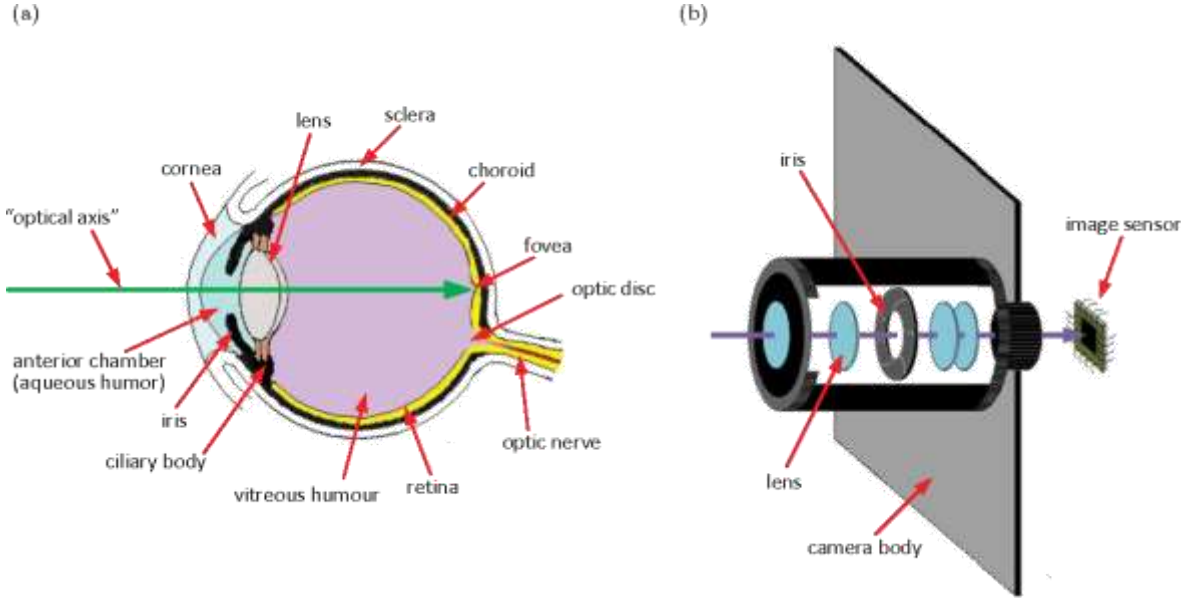 (a)
(b)
lens
sclera
cornea
choroid
"optical axis"
fovea
optic disc
anterior chamber
(aqueous humor)
iris
ciliary body
vitreous humour
retina
optic nerve
iris
image sensor
lens
camera body